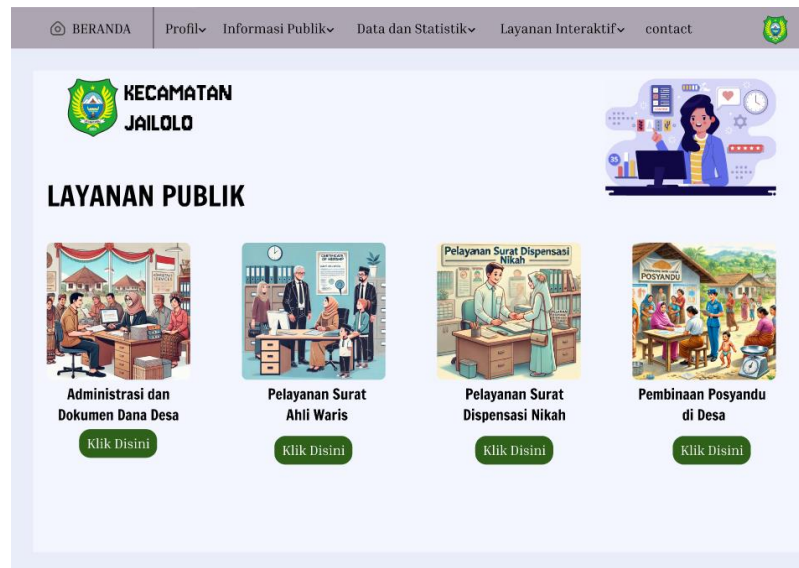 BERANDA
Profil
Informasi Publik
Data dan Statistik
Layanan Interaktif
contact
KECAMATAN
JAILOLO
LAYANAN PUBLIK
Pelayanan Surat Dispensasi
Nikah
POSYANDU
Administrasi dan
Dokumen Dana Desa
Klik Disini
Pelayanan Surat
Ahli Waris
Klik Disini
Pelayanan Surat
Dispensasi Nikah
Klik Disini
Pembinaan Posyandu
di Desa
Klik Disini